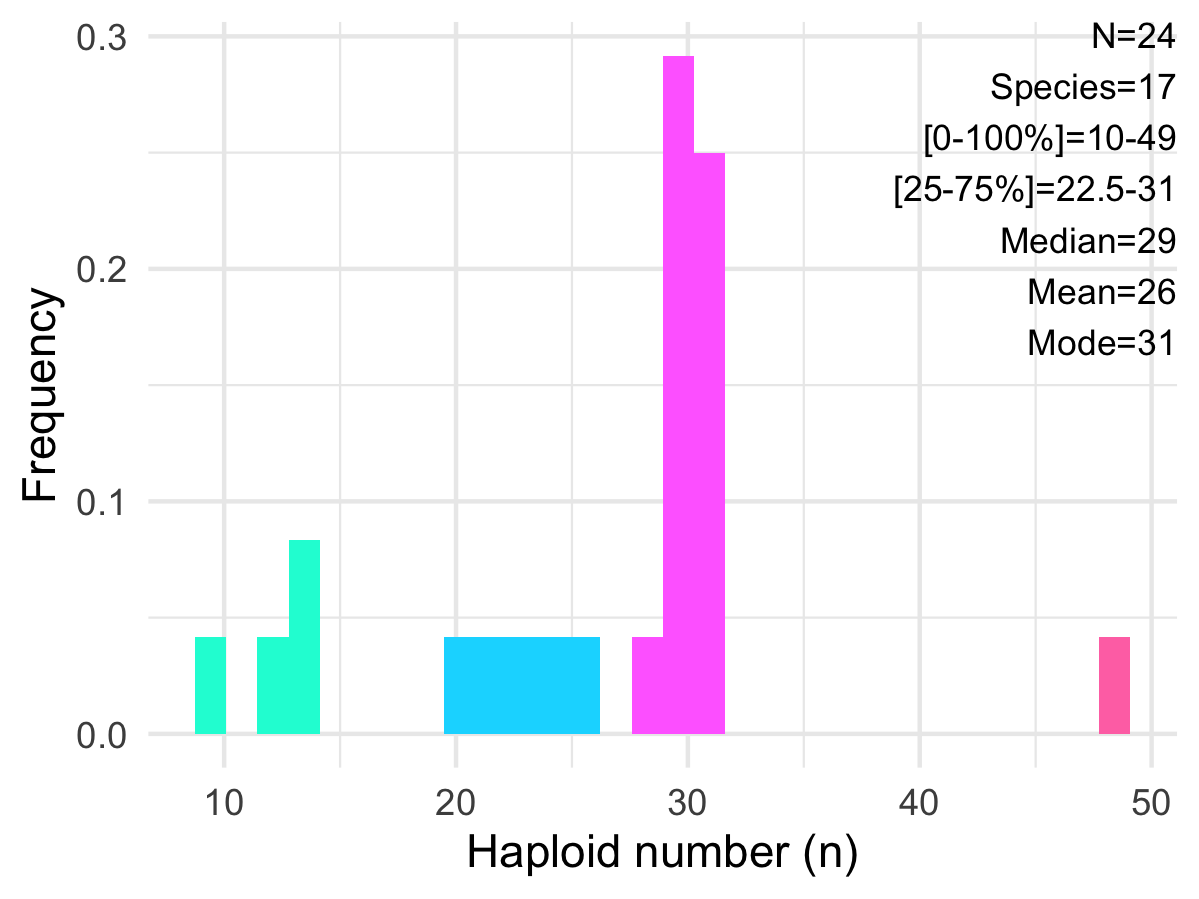 N=24
Species=17
[0-100%]=10-49
[25-75%]=22.5-31
Median=29
Mean=26
Mode=31
0.3
0.2
0.1
0.0
Frequency
10 20 30 40 50
Haploid number (n)